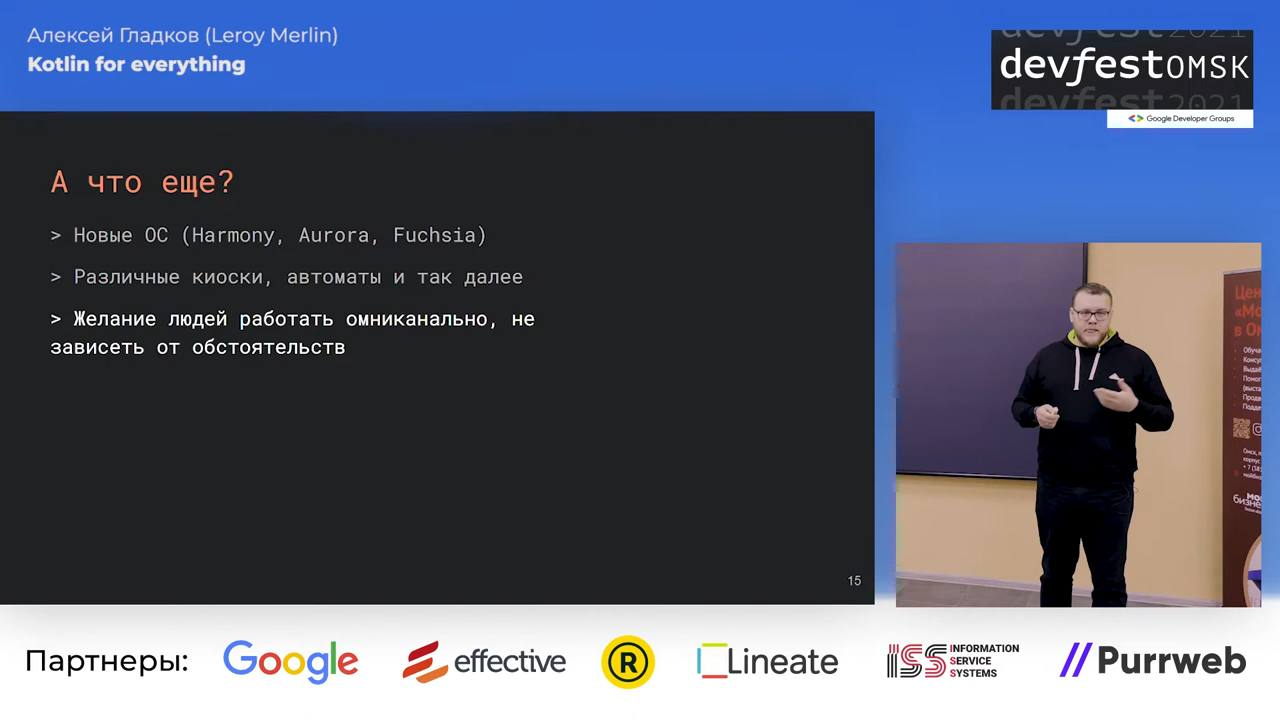 Алексей Гладков (Leroy Merlin)
Kotlin for everything
devfest2021
devfestOMSK
devfest2021
Google Developer Groups
А что еще?
> Новые ОС (Harmony, Aurora, Fuchsia)
> Различные киоски, автоматы и так далее
> Желание людей работать омниканально, не
зависеть от обстоятельств
15
Партнеры:
Google
effective
R
Lineate
ISS INFORMATION
SERVICE
SYSTEMS
Purrweb